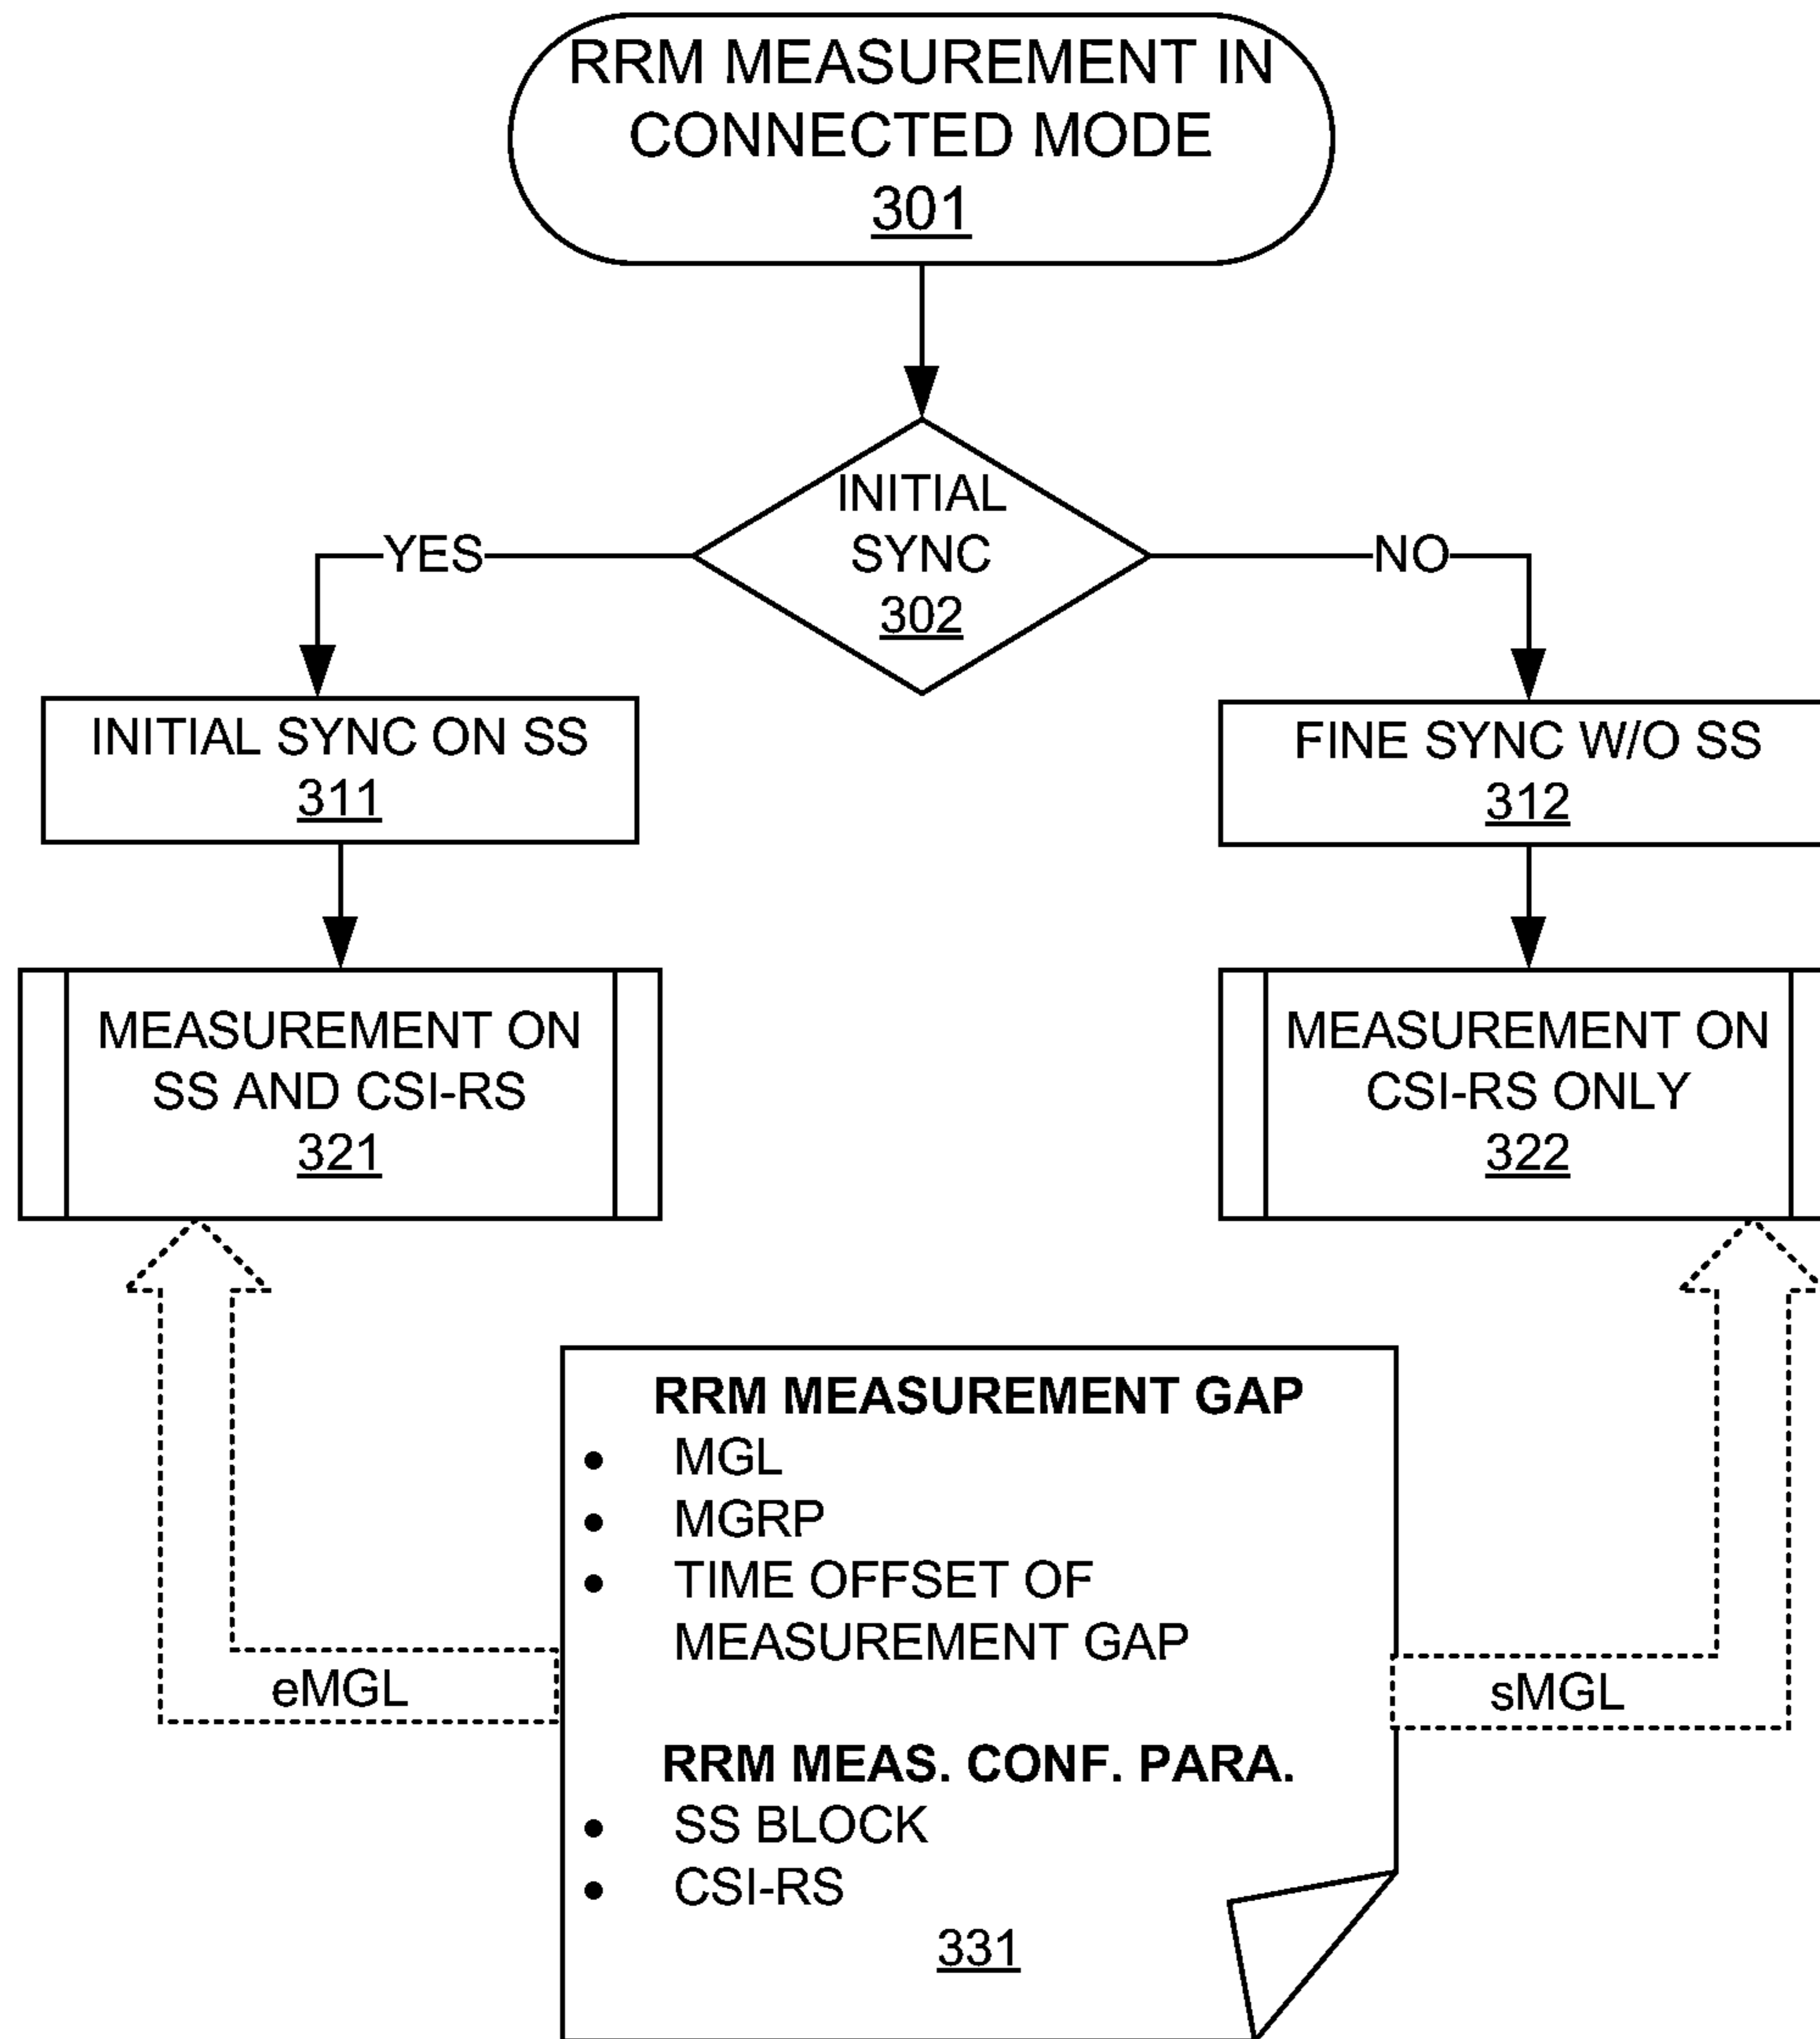 RRM MEASUREMENT IN
CONNECTED MODE
301
INITIAL
SYNC
302
YES
NO
INITIAL SYNC ON SS
311
FINE SYNC W/O SS
312
MEASUREMENT ON
SS AND CSI-RS
321
MEASUREMENT ON
CSI-RS ONLY
322
RRM MEASUREMENT GAP
• MGL
• MGRP
• TIME OFFSET OF
MEASUREMENT GAP
eMGL
sMGL
RRM MEAS. CONF. PARA.
• SS BLOCK
• CSI-RS
331